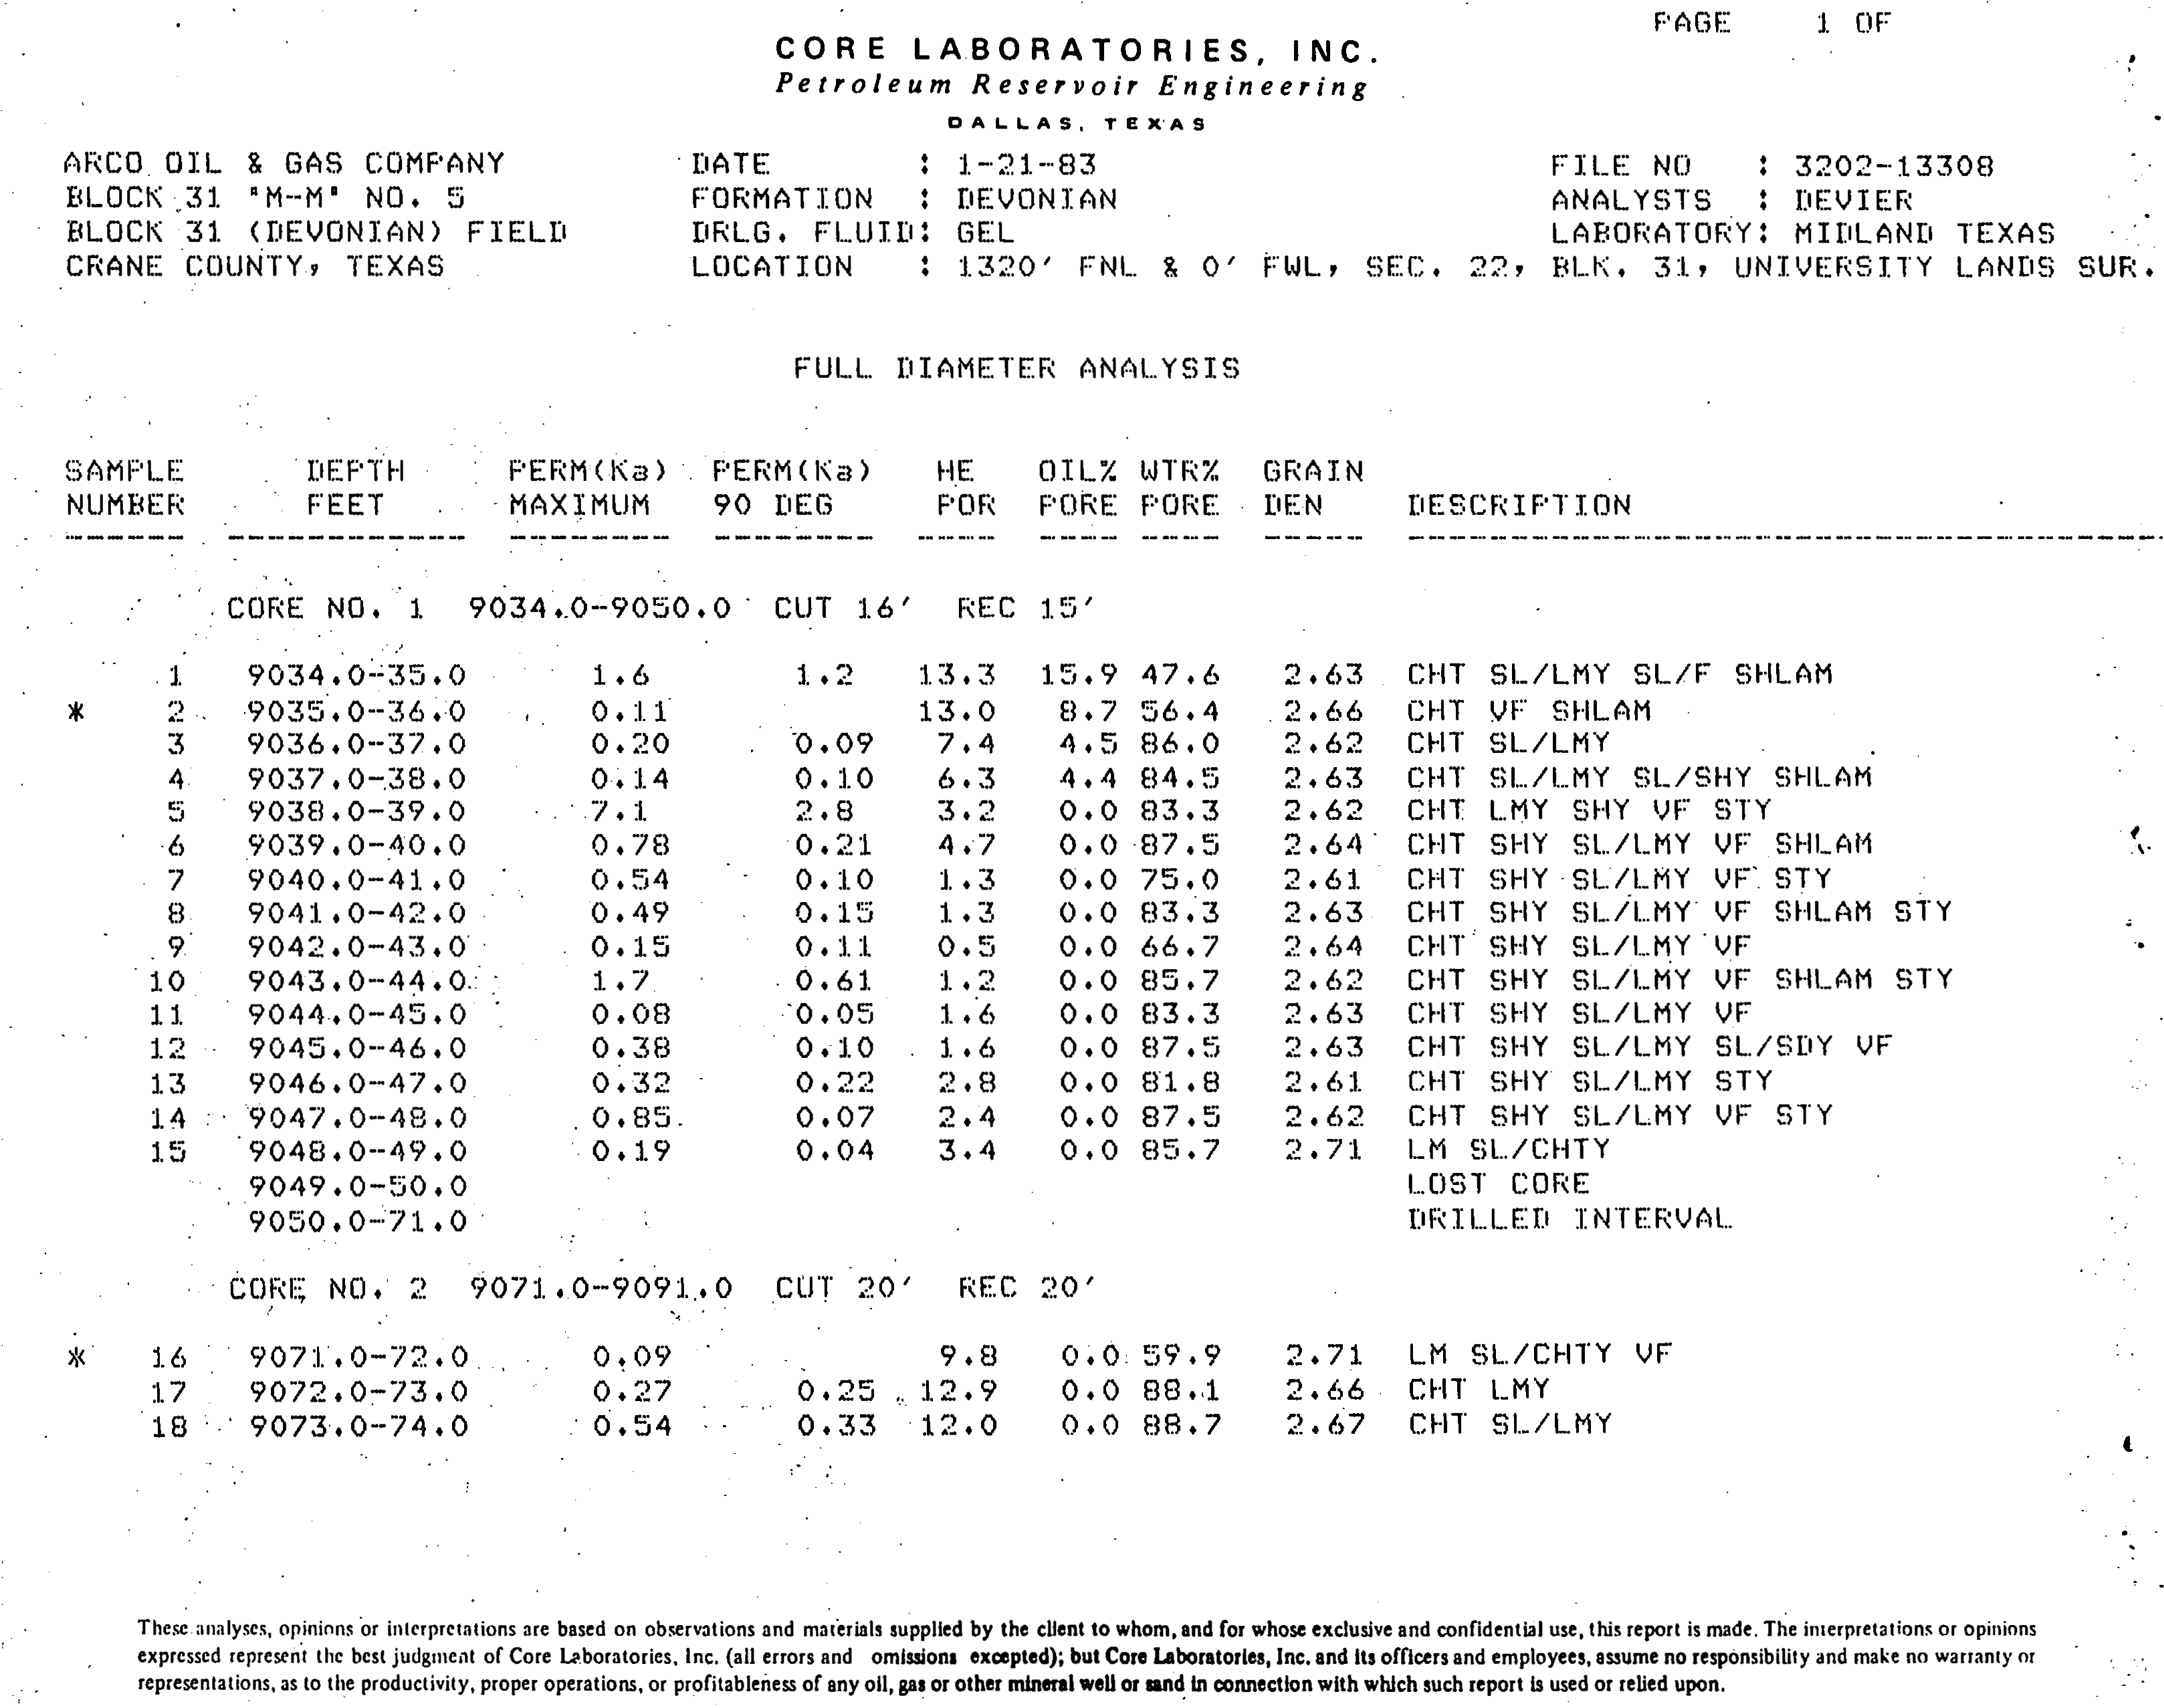 PAGE 1 OF
CORE LABORATORIES, INC.
Petroleum Reservoir Engineering
DALLAS, TEXAS
ARCO OIL & GAS COMPANY DATE : 1-21-83 FILE NO : 3202-13308
BLOCK 31 "M-M" NO. 5 FORMATION : DEVONIAN ANALYSTS : DEVIER
BLOCK 31 (DEVONIAN) FIELD DRLG. FLUID: GEL LABORATORY: MIDLAND TEXAS
CRANE COUNTY, TEXAS LOCATION : 1320' FNL & 0' FWL, SEC. 22, BLK. 31, UNIVERSITY LANDS SUR.
FULL DIAMETER ANALYSIS
SAMPLE DEPTH PERM(Ka) PERM(Ka) HE OIL% WTR% GRAIN
NUMBER FEET MAXIMUM 90 DEG POR PORE PORE DEN DESCRIPTION
CORE NO. 1 9034.0-9050.0 CUT 16' REC 15'
1 9034.0-35.0 1.6 1.2 13.3 15.9 47.6 2.63 CHT SL/LMY SL/F SHLAM
* 2 9035.0-36.0 0.11 13.0 8.7 56.4 2.66 CHT VF SHLAM
3 9036.0-37.0 0.20 0.09 7.4 4.5 86.0 2.62 CHT SL/LMY
4 9037.0-38.0 0.14 0.10 6.3 4.4 84.5 2.63 CHT SL/LMY SL/SHY SHLAM
5 9038.0-39.0 7.1 2.8 3.2 0.0 83.3 2.62 CHT LMY SHY VF STY
6 9039.0-40.0 0.78 0.21 4.7 0.0 87.5 2.64 CHT SHY SL/LMY VF SHLAM
7 9040.0-41.0 0.54 0.10 1.3 0.0 75.0 2.61 CHT SHY SL/LMY VF STY
8 9041.0-42.0 0.49 0.15 1.3 0.0 83.3 2.63 CHT SHY SL/LMY VF SHLAM STY
9 9042.0-43.0 0.15 0.11 0.5 0.0 66.7 2.64 CHT SHY SL/LMY VF
10 9043.0-44.0 1.7 0.61 1.2 0.0 85.7 2.62 CHT SHY SL/LMY VF SHLAM STY
11 9044.0-45.0 0.08 0.05 1.6 0.0 83.3 2.63 CHT SHY SL/LMY VF
12 9045.0-46.0 0.38 0.10 1.6 0.0 87.5 2.63 CHT SHY SL/LMY SL/SDY VF
13 9046.0-47.0 0.32 0.22 2.8 0.0 81.8 2.61 CHT SHY SL/LMY STY
14 9047.0-48.0 0.85 0.07 2.4 0.0 87.5 2.62 CHT SHY SL/LMY VF STY
15 9048.0-49.0 0.19 0.04 3.4 0.0 85.7 2.71 LM SL/CHTY
9049.0-50.0 LOST CORE
9050.0-71.0 DRILLED INTERVAL
CORE NO. 2 9071.0-9091.0 CUT 20' REC 20'
* 16 9071.0-72.0 0.09 9.8 0.0 59.9 2.71 LM SL/CHTY VF
17 9072.0-73.0 0.27 0.25 12.9 0.0 88.1 2.66 CHT LMY
18 9073.0-74.0 0.54 0.33 12.0 0.0 88.7 2.67 CHT SL/LMY
These analyses, opinions or interpretations are based on observations and materials supplied by the client to whom, and for whose exclusive and confidential use, this report is made. The interpretations or opinions
expressed represent the best judgment of Core Laboratories, Inc. (all errors and omissions excepted); but Core Laboratories, Inc. and its officers and employees, assume no responsibility and make no warranty or
representations, as to the productivity, proper operations, or profitableness of any oil, gas or other mineral well or sand in connection with which such report is used or relied upon.